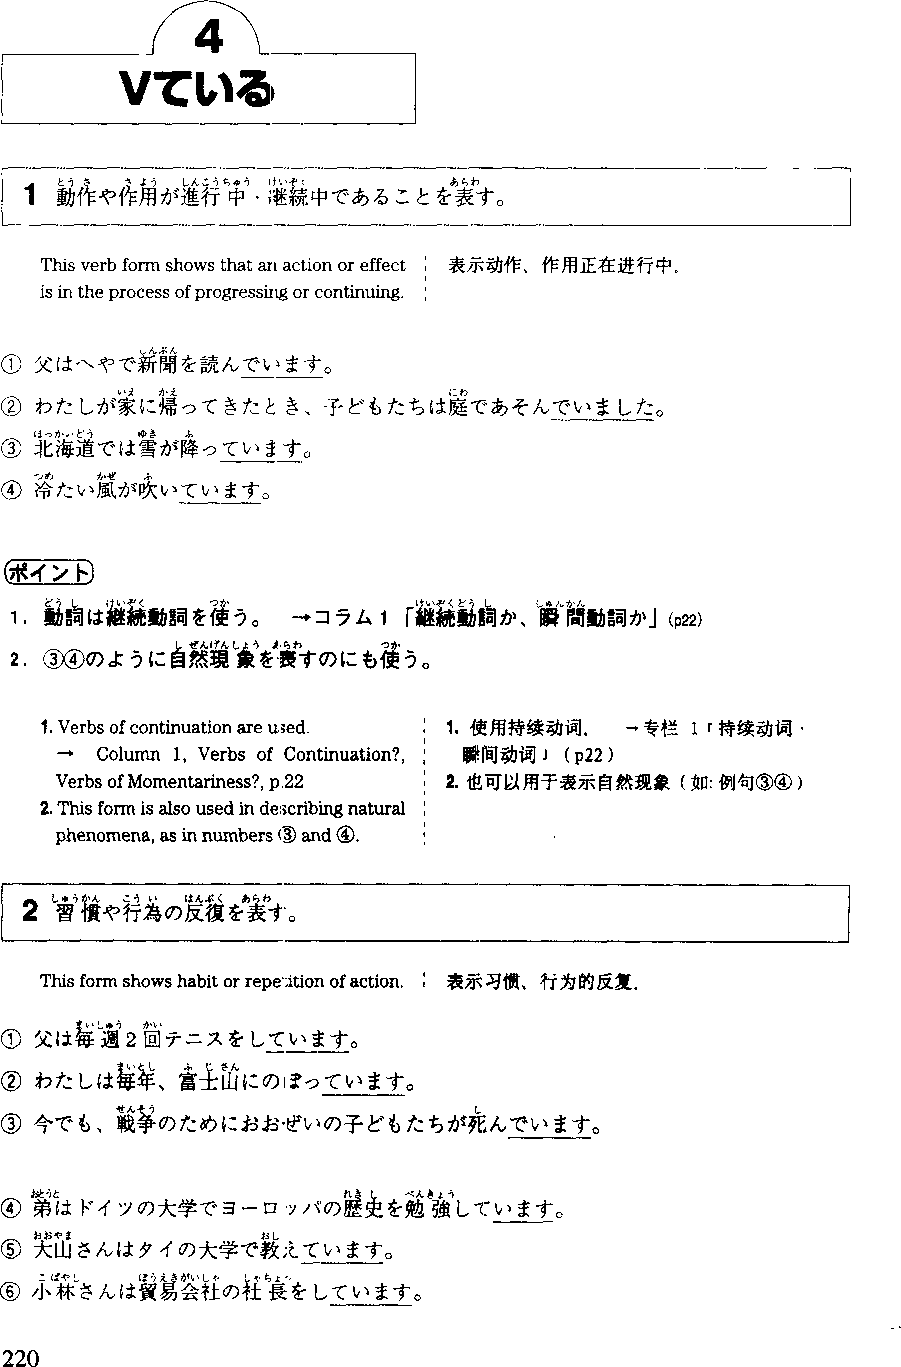 4
Vている
1 動作や作用が進行中・継続中であることを表す。
This verb form shows that an action or effect
is in the process of progressing or continuing.
表示动作、作用正在进行中。
① 父はへやで新聞を読んでいます。
② わたしが家に帰ってきたとき、子どもたちは庭であそんでいました。
③ 北海道では雪が降っています。
④ 冷たい風が吹いています。
ポイント
1. 動詞は継続動詞を使う。 →コラム1「継続動詞か、瞬間動詞か」(p22)
2. ③④のように自然現象を表すのにも使う。
1. Verbs of continuation are used.
→ Column 1, Verbs of Continuation?,
Verbs of Momentariness?, p.22
2. This form is also used in describing natural
phenomena, as in numbers ③ and ④.
1. 使用持续动词。 →专栏 1「持续动词·
瞬间动词」(p22)
2. 也可以用于表示自然现象(如:例句③④)
2 習慣や行為の反復を表す。
This form shows habit or repetition of action.
表示习惯、行为的反复。
① 父は毎週2回テニスをしています。
② わたしは毎年、富士山にのぼっています。
③ 今でも、戦争のためにおおぜいの子どもたちが死んでいます。
④ 弟はドイツの大学でヨーロッパの歴史を勉強しています。
⑤ 大山さんはタイの大学で教えています。
⑥ 小林さんは貿易会社の社長をしています。
220